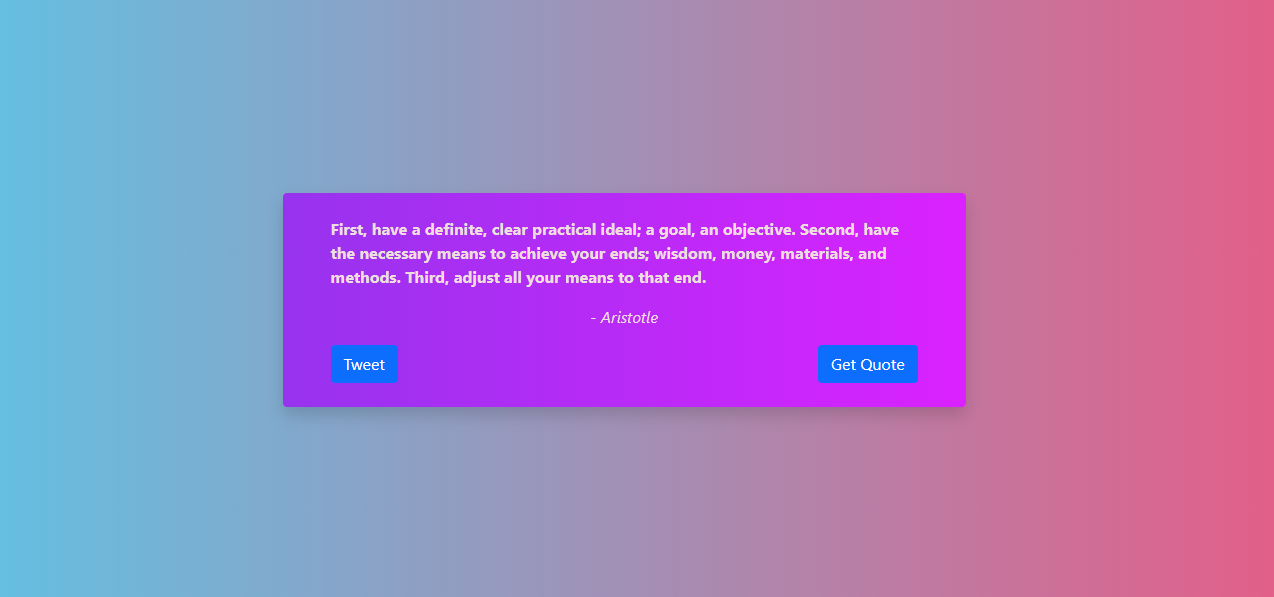 First, have a definite, clear practical ideal; a goal, an objective. Second, have
the necessary means to achieve your ends; wisdom, money, materials, and
methods. Third, adjust all your means to that end.
- Aristotle
Tweet
Get Quote